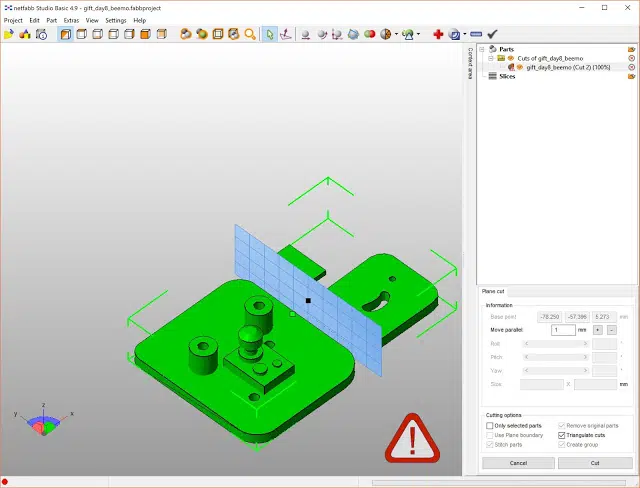 netfabb Studio Basic 4.9 - gift_day8_beemo.fabbproject
Project Edit Part Extras View Settings Help
Context area
Parts
Cuts of gift_day8_beemo
gift_day8_beemo (Cut 2) (100%)
Slices
Plane cut
Information
Base point -78.250 -57.396 5.273 mm
Move parallel: 1 mm + -
Roll < > °
Pitch < > °
Yaw < > °
Size X mm
Cutting options
Only selected parts Remove original parts
Use Plane boundary Triangulate cuts
Stitch parts Create group
Cancel Cut
z
y x
!